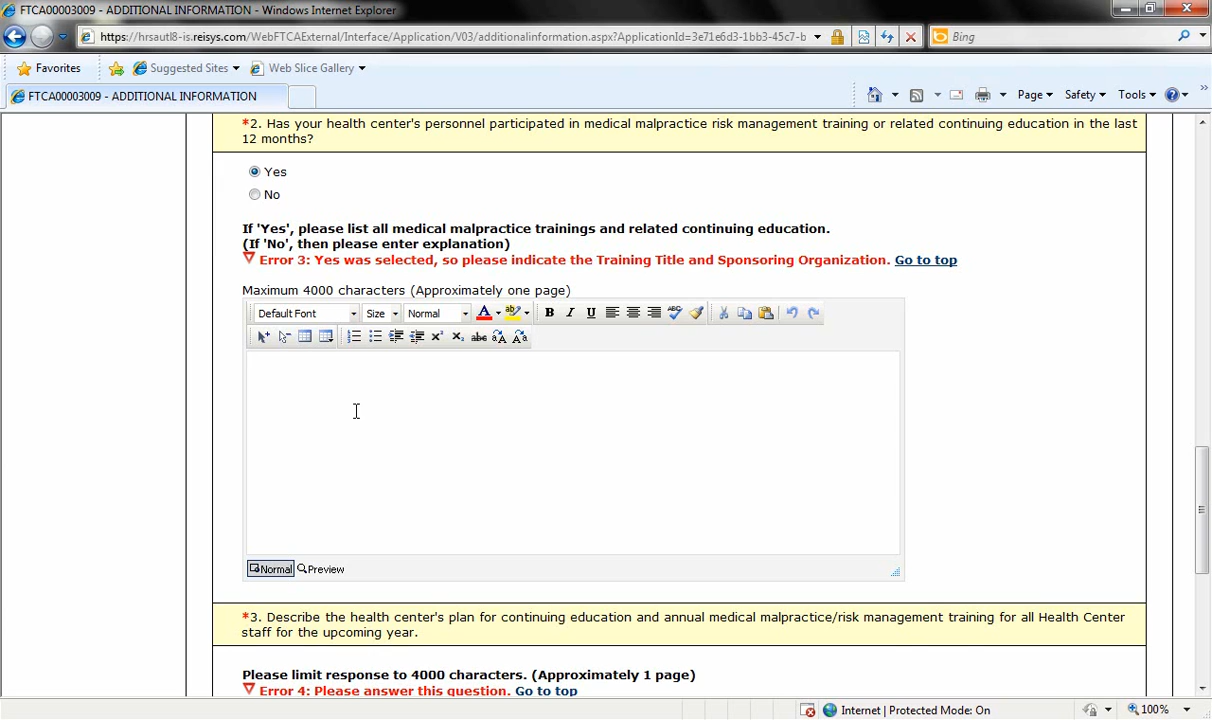 FTCA00003009 - ADDITIONAL INFORMATION - Windows Internet Explorer
https://hrsautl8-is.reisys.com/WebFTCAExternal/Interface/Application/V03/additionalinformation.aspx?ApplicationId=3e71e6d3-1bb3-45c7-b
Bing
Favorites
Suggested Sites
Web Slice Gallery
FTCA00003009 - ADDITIONAL INFORMATION
Page
Safety
Tools
*2. Has your health center's personnel participated in medical malpractice risk management training or related continuing education in the last
12 months?
Yes
No
If 'Yes', please list all medical malpractice trainings and related continuing education.
(If 'No', then please enter explanation)
Error 3: Yes was selected, so please indicate the Training Title and Sponsoring Organization. Go to top
Maximum 4000 characters (Approximately one page)
Default Font Size Normal A ab B I U ABC
x² x₂ abc
Normal Preview
*3. Describe the health center's plan for continuing education and annual medical malpractice/risk management training for all Health Center
staff for the upcoming year.
Please limit response to 4000 characters. (Approximately 1 page)
Error 4: Please answer this question. Go to top
Internet | Protected Mode: On
100%